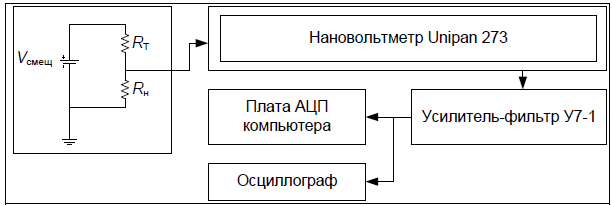 Vсмещ
RТ
Rн
Нановольтметр Unipan 273
Плата АЦП
компьютера
Усилитель-фильтр У7-1
Осциллограф